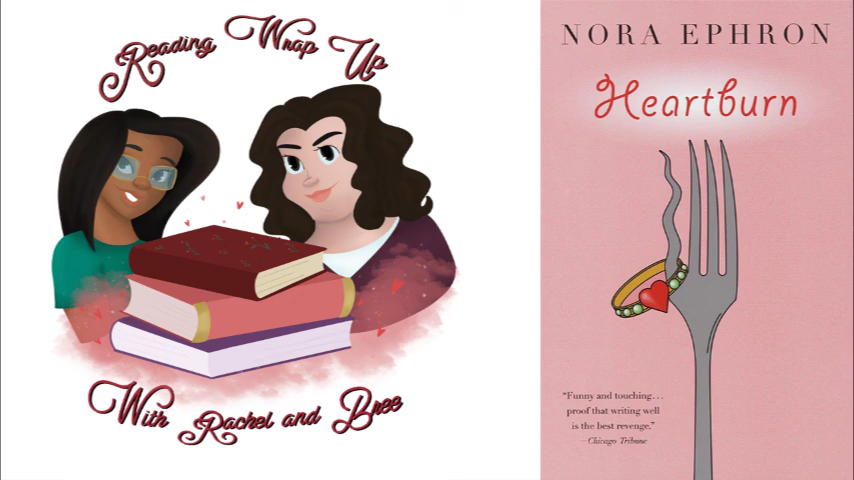 Reading Wrap Up
With Rachel and Bree
NORA EPHRON
Heartburn
“Funny and touching...
proof that writing well
is the best revenge.”
—Chicago Tribune